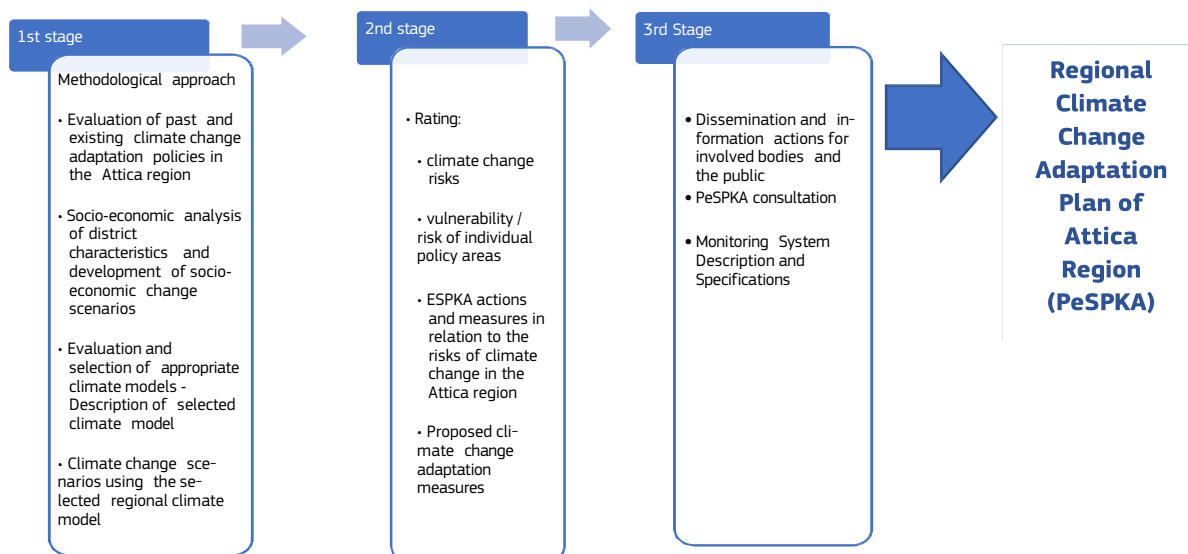 1st stage
Methodological approach
• Evaluation of past and
existing climate change
adaptation policies in
the Attica region
• Socio-economic analysis
of district
characteristics and
development of socio-
economic change
scenarios
• Evaluation and
selection of appropriate
climate models -
Description of selected
climate model
• Climate change sce-
narios using the se-
lected regional climate
model
2nd stage
• Rating:
• climate change
risks
• vulnerability /
risk of individual
policy areas
• ESPKA actions
and measures in
relation to the
risks of climate
change in the
Attica region
• Proposed cli-
mate change
adaptation
measures
3rd Stage
• Dissemination and in-
formation actions for
involved bodies and
the public
• PeSPKA consultation
• Monitoring System
Description and
Specifications
Regional
Climate
Change
Adaptation
Plan of
Attica
Region
(PeSPKA)